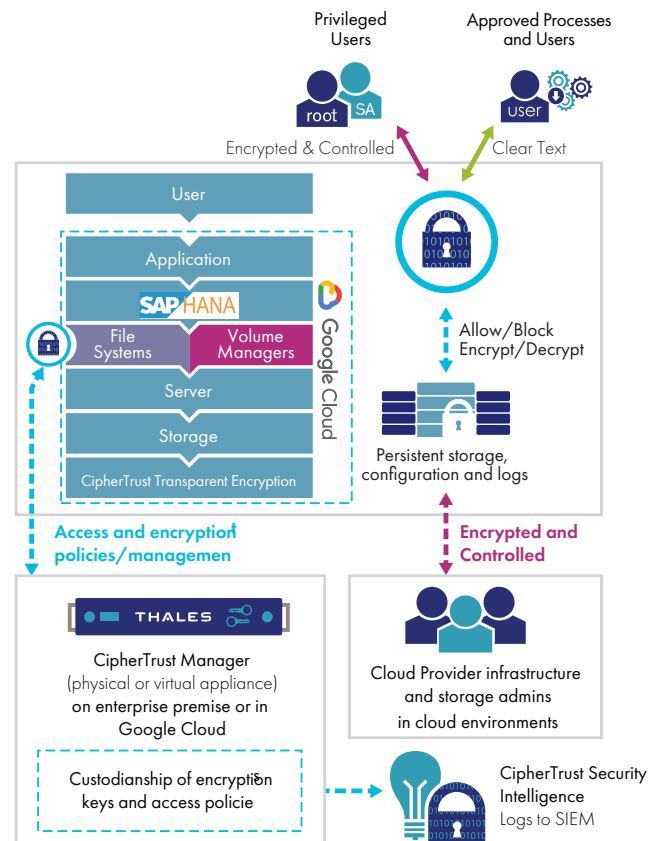 Privileged
Users
Approved Processes
and Users
root
SA
user
Encrypted & Controlled
Clear Text
User
Application
SAP HANA
File
Systems
Volume
Managers
Server
Storage
CipherTrust Transparent Encryption
Google Cloud
Allow/Block
Encrypt/Decrypt
Persistent storage,
configuration and logs
Access and encryption
policies/managemen
t
Encrypted and
Controlled
THALES
CipherTrust Manager
(physical or virtual appliance)
on enterprise premise or in
Google Cloud
Custodianship of encryption
keys and access policie
s
Cloud Provider infrastructure
and storage admins
in cloud environments
CipherTrust Security
Intelligence
Logs to SIEM